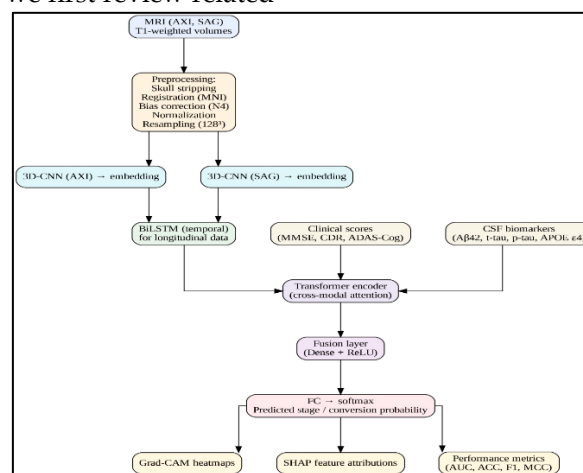 we first review related
MRI (AXI, SAG)
T1-weighted volumes
Preprocessing:
Skull stripping
Registration (MNI)
Bias correction (N4)
Normalization
Resampling (128³)
3D-CNN (AXI) → embedding
3D-CNN (SAG) → embedding
BiLSTM (temporal)
for longitudinal data
Clinical scores
(MMSE, CDR, ADAS-Cog)
CSF biomarkers
(Aβ42, t-tau, p-tau, APOE ε4)
Transformer encoder
(cross-modal attention)
Fusion layer
(Dense + ReLU)
FC → softmax
Predicted stage / conversion probability
Grad-CAM heatmaps
SHAP feature attributions
Performance metrics
(AUC, ACC, F1, MCC)